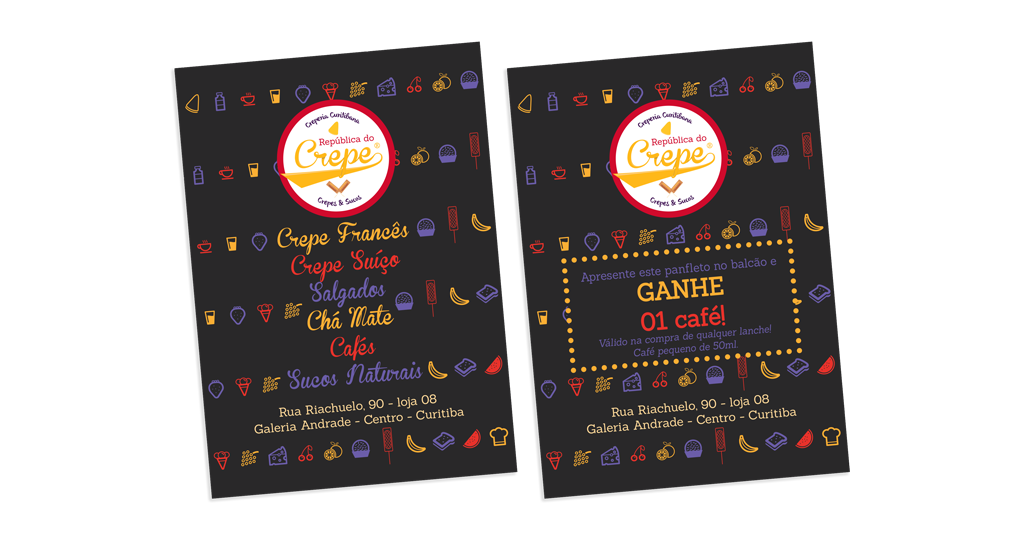 Creperia Curitibana
República do
Crepe®
Crepes & Sucos
Crepe Francês
Crepe Suíço
Salgados
Chá Mate
Cafés
Sucos Naturais
Rua Riachuelo, 90 - loja 08
Galeria Andrade - Centro - Curitiba
Creperia Curitibana
República do
Crepe®
Crepes & Sucos
Apresente este panfleto no balcão e
GANHE
01 café!
Válido na compra de qualquer lanche!
Café pequeno de 50ml.
Rua Riachuelo, 90 - loja 08
Galeria Andrade - Centro - Curitiba